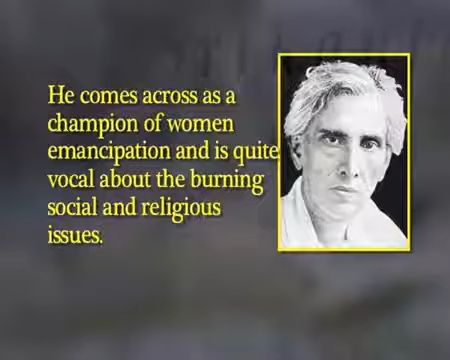 He comes across as a
champion of women
emancipation and is quite
vocal about the burning
social and religious
issues.